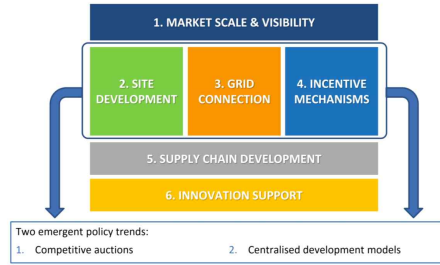 1. MARKET SCALE & VISIBILITY
2. SITE
DEVELOPMENT
3. GRID
CONNECTION
4. INCENTIVE
MECHANISMS
5. SUPPLY CHAIN DEVELOPMENT
6. INNOVATION SUPPORT
Two emergent policy trends:
1. Competitive auctions
2. Centralised development models